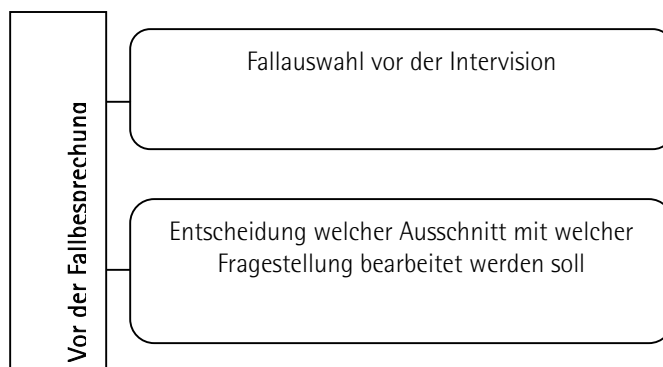 Vor der Fallbesprechung
Fallauswahl vor der Intervision
Entscheidung welcher Ausschnitt mit welcher
Fragestellung bearbeitet werden soll